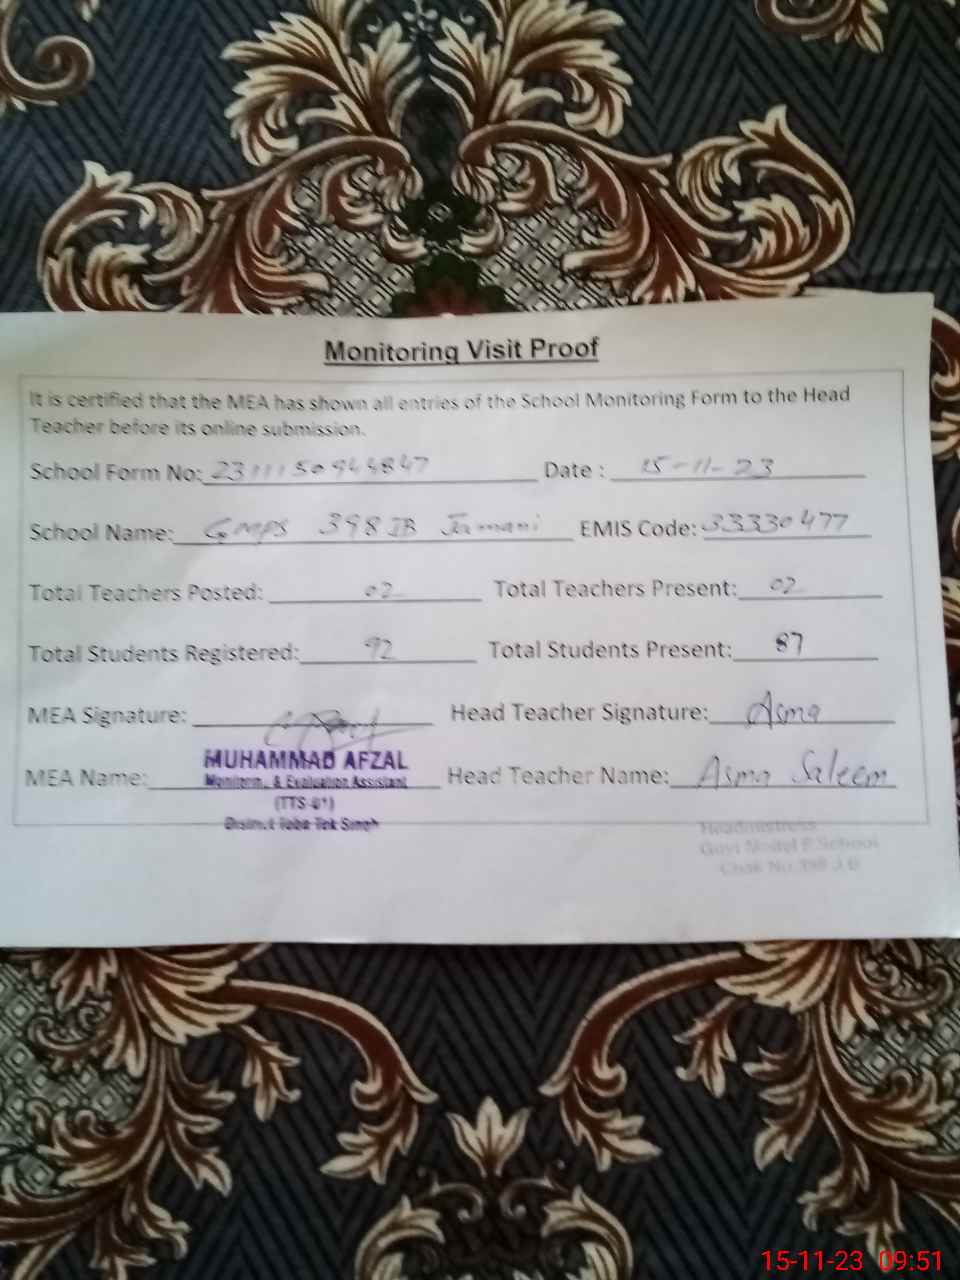 Monitoring Visit Proof
It is certified that the MEA has shown all entries of the School Monitoring Form to the Head
Teacher before its online submission.
School Form No: Date : 15-11-23
School Name: GMPS 398 JB Jamani EMIS Code: 33330477
Total Teachers Posted: 02 Total Teachers Present: 02
Total Students Registered: 92 Total Students Present: 87
MEA Signature: Head Teacher Signature: Asma
MEA Name: MUHAMMAD AFZAL Head Teacher Name: Asma Saleem
Monitoring & Evaluation Assistant
(TTS-01)
District Toba Tek Singh
Headmistress
Govt Model P. School
Chak No. 398 J B
15-11-23 09:51